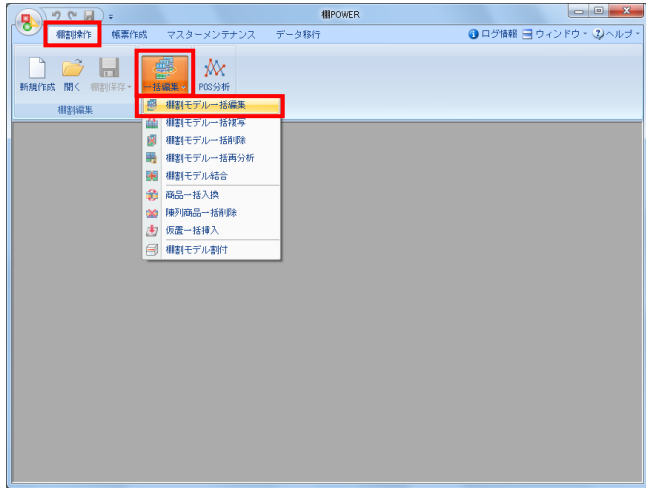 棚POWER
棚割操作 帳票作成 マスターメンテナンス データ移行 ログ情報 ウィンドウ ヘルプ
新規作成 開く 棚割保存 一括編集 POS分析
棚割編集
棚割モデル一括編集
棚割モデル一括複写
棚割モデル一括削除
棚割モデル一括再分析
棚割モデル結合
商品一括入換
陳列商品一括削除
仮置一括挿入
棚割モデル割付